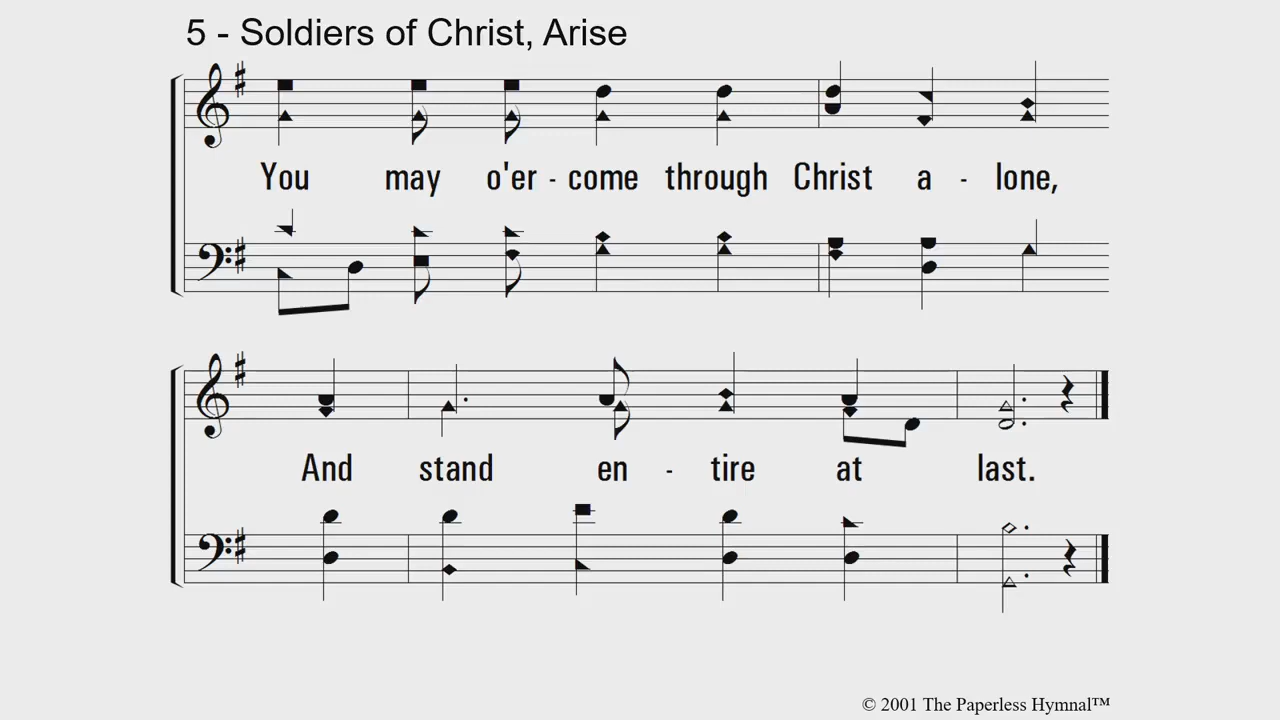 5 - Soldiers of Christ, Arise
You may o'er - come through Christ a - lone,
And stand en - tire at last.
© 2001 The Paperless Hymnal™